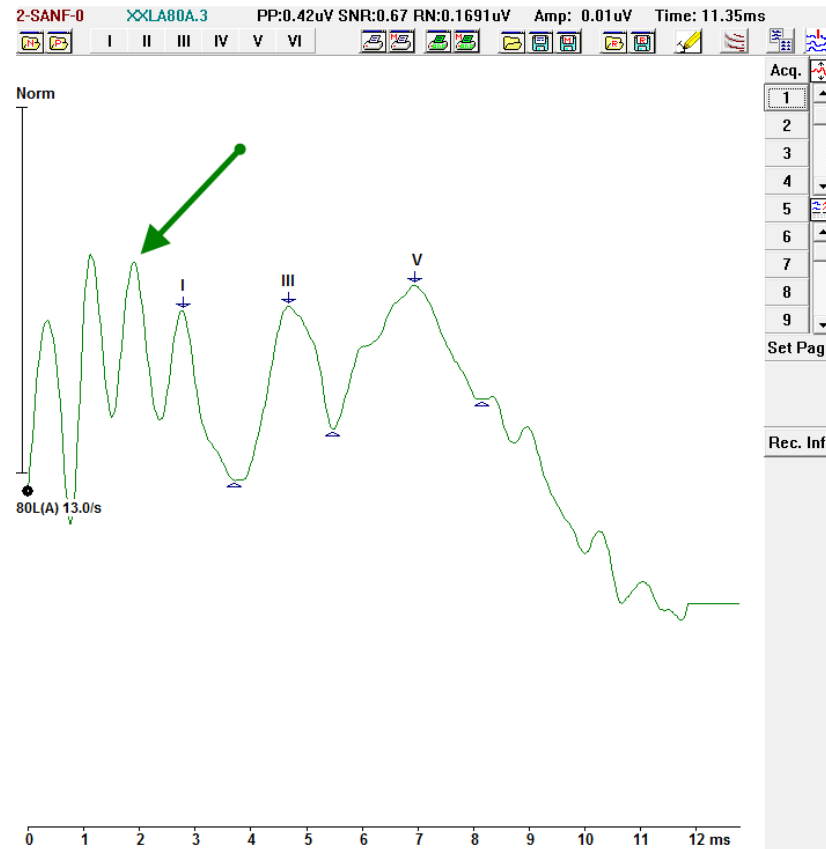 2-SANF-0 XXLA80A.3 PP:0.42uV SNR:0.67 RN:0.1691uV Amp: 0.01uV Time: 11.35ms
N P I II III IV V VI M M M R R
Acq.
Norm
1
2
3
4
5
6
7
8
9
Set Pag
Rec. Inf
I III V
80L(A) 13.0/s
0 1 2 3 4 5 6 7 8 9 10 11 12 ms